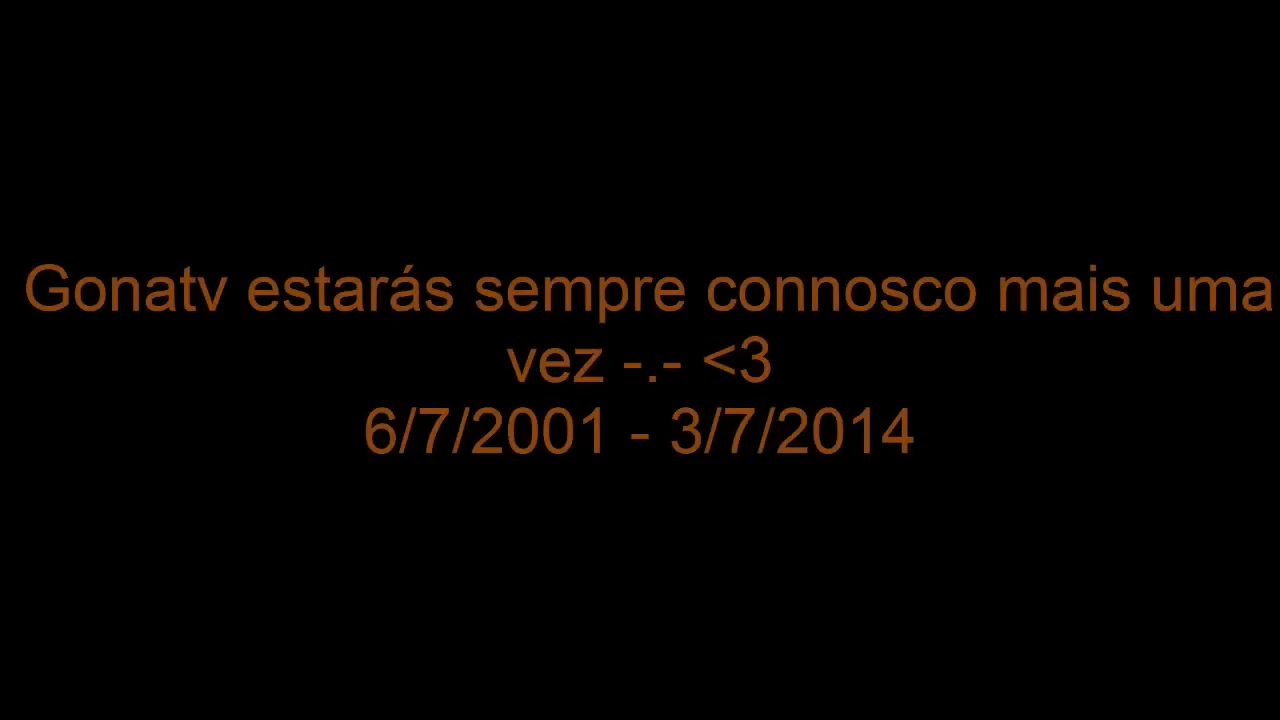 Gonatv estarás sempre connosco mais uma
vez -.- <3
6/7/2001 - 3/7/2014